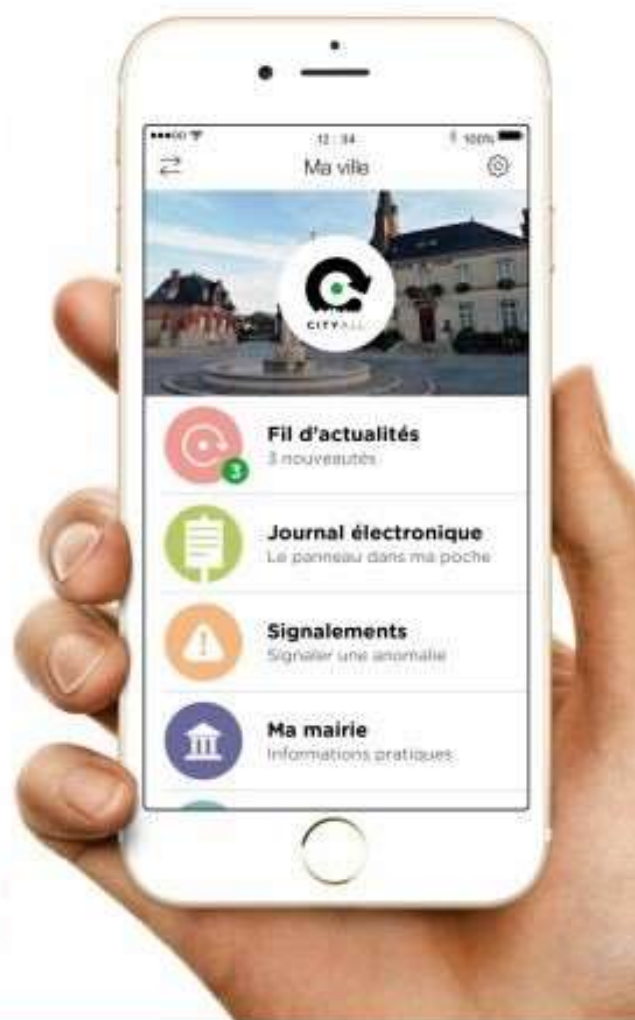 12:34
100%
Ma ville
CITYALL
Fil d'actualités
3 nouveautés
3
Journal électronique
Le panneau dans ma poche
Signalements
Signaler une anomalie
Ma mairie
Informations pratiques